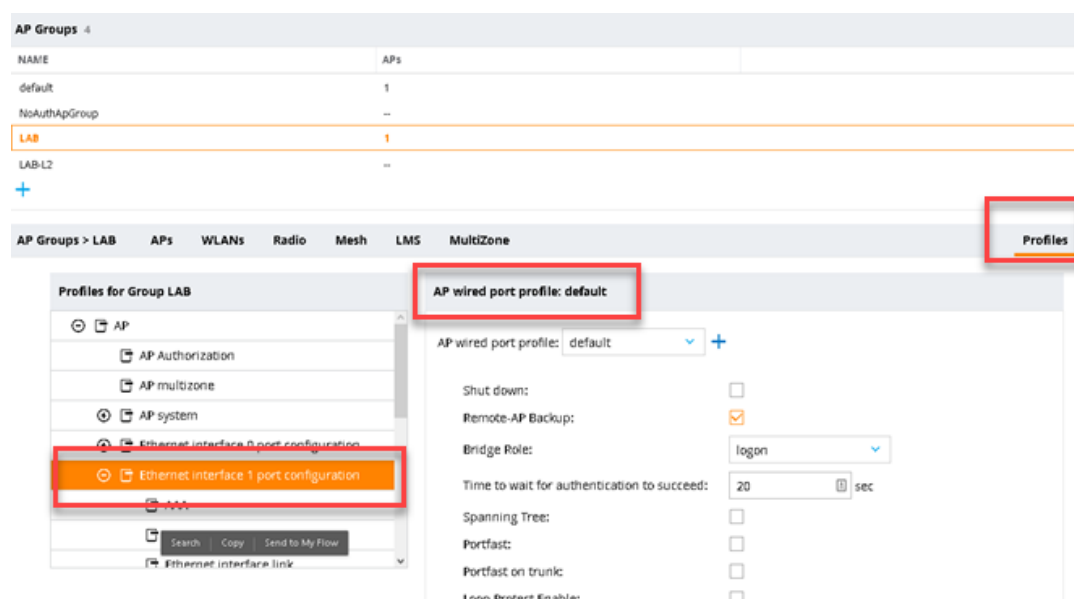 AP Groups 4
NAME APs
default 1
NoAuthApGroup --
LAB 1
LAB-L2 --
AP Groups > LAB APs WLANs Radio Mesh LMS MultiZone Profiles
Profiles for Group LAB
AP
AP Authorization
AP multizone
AP system
Ethernet interface 0 port configuration
Ethernet interface 1 port configuration
AAA
Search Copy Send to My Flow
Ethernet interface link
AP wired port profile: default
AP wired port profile: default
Shut down:
Remote-AP Backup:
Bridge Role: logon
Time to wait for authentication to succeed: 20 sec
Spanning Tree:
Portfast:
Portfast on trunk:
Loop Protect Enable: